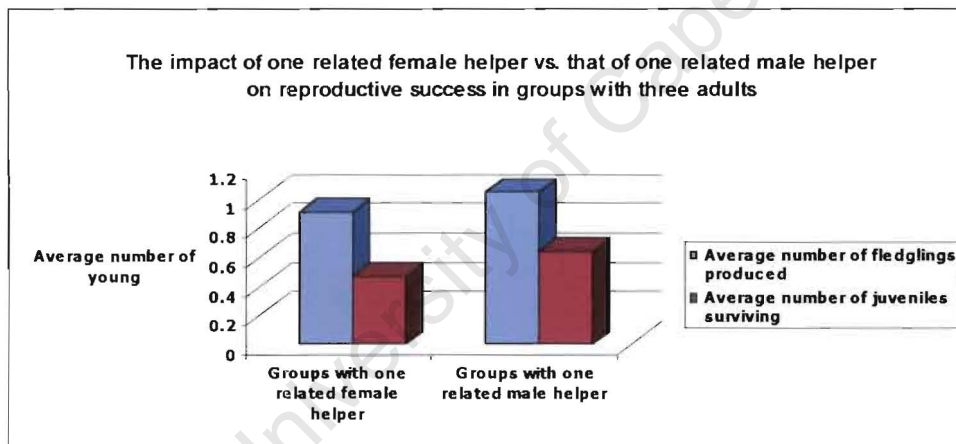 The impact of one related female helper vs. that of one related male helper
on reproductive success in groups with three adults
1.2
1
0.8
0.6
0.4
0.2
0
Average number of
young
Groups with one
related female
helper
Groups with one
related male helper
Average number of fledglings
produced
Average number of juveniles
surviving
University of Cape